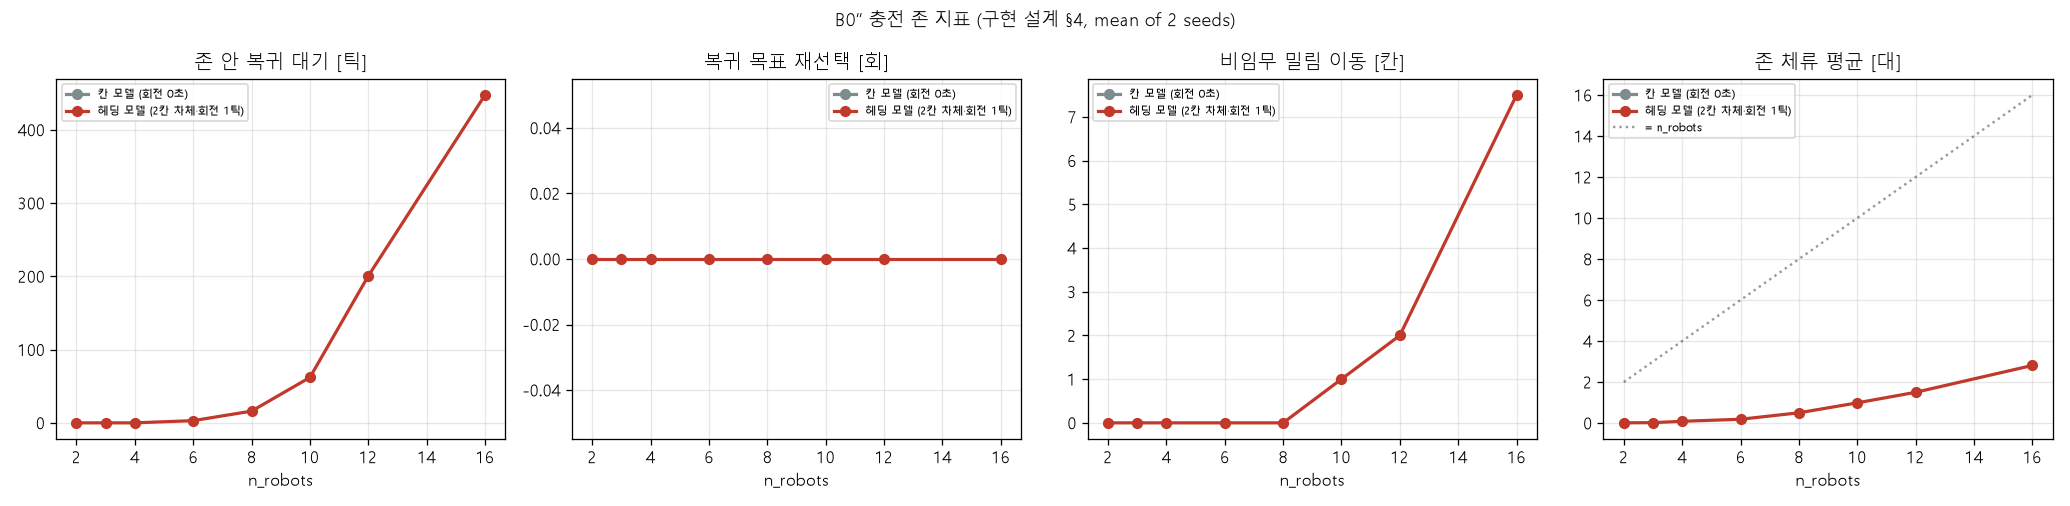 B0″ 충전 존 지표 (구현 설계 §4, mean of 2 seeds)
존 안 복귀 대기 [틱]
칸 모델 (회전 0초)
헤딩 모델 (2칸 차체·회전 1틱)
400
300
200
100
0
2 4 6 8 10 12 14 16
n_robots
복귀 목표 재선택 [회]
칸 모델 (회전 0초)
헤딩 모델 (2칸 차체·회전 1틱)
0.04
0.02
0.00
-0.02
-0.04
2 4 6 8 10 12 14 16
n_robots
비임무 밀림 이동 [칸]
칸 모델 (회전 0초)
헤딩 모델 (2칸 차체·회전 1틱)
7
6
5
4
3
2
1
0
2 4 6 8 10 12 14 16
n_robots
존 체류 평균 [대]
칸 모델 (회전 0초)
헤딩 모델 (2칸 차체·회전 1틱)
= n_robots
16
14
12
10
8
6
4
2
0
2 4 6 8 10 12 14 16
n_robots